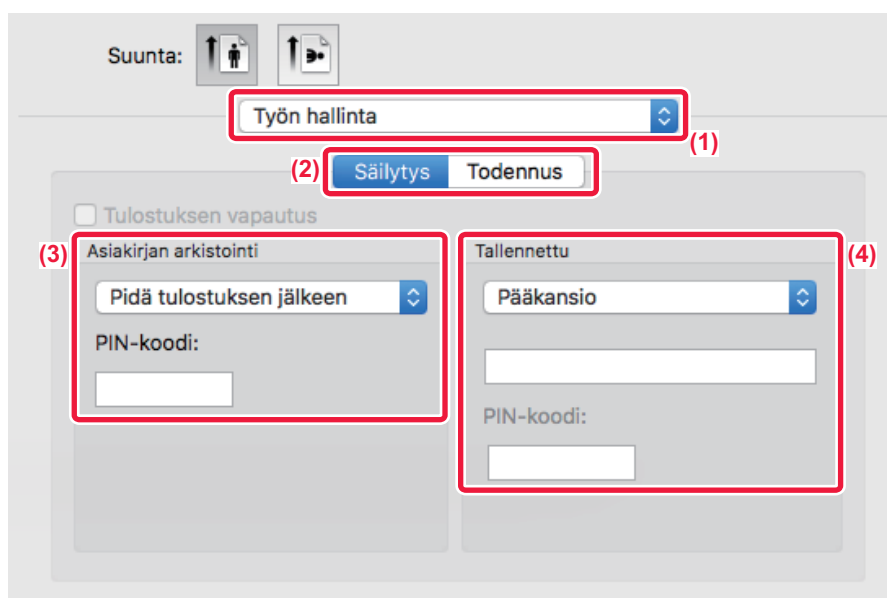 Suunta:
Työn hallinta
(1)
(2)
Säilytys Todennus
Tulostuksen vapautus
(3)
Asiakirjan arkistointi
Pidä tulostuksen jälkeen
PIN-koodi:
Tallennettu
(4)
Pääkansio
PIN-koodi: